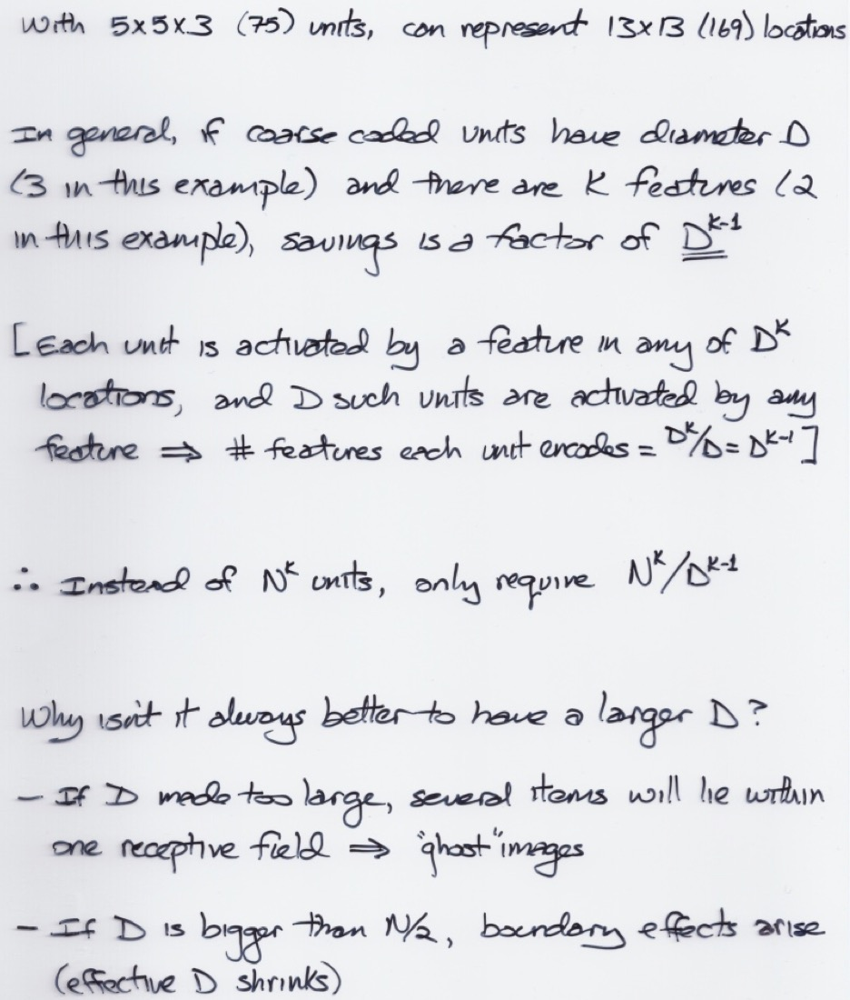 With 5x5x3 (75) units, can represent 13x13 (169) locations
In general, if coarse coded units have diameter D
(3 in this example) and there are K features (2
in this example), savings is a factor of D^K-1
[Each unit is activated by a feature in any of D^K
locations, and D such units are activated by any
feature ⇒ # features each unit encodes = D^K/D = D^K-1]
∴ Instead of N^K units, only require N^K/D^K-1
Why isn't it always better to have a larger D?
- If D made too large, several items will lie within
one receptive field ⇒ "ghost" images
- If D is bigger than N/2, boundary effects arise
(effective D shrinks)